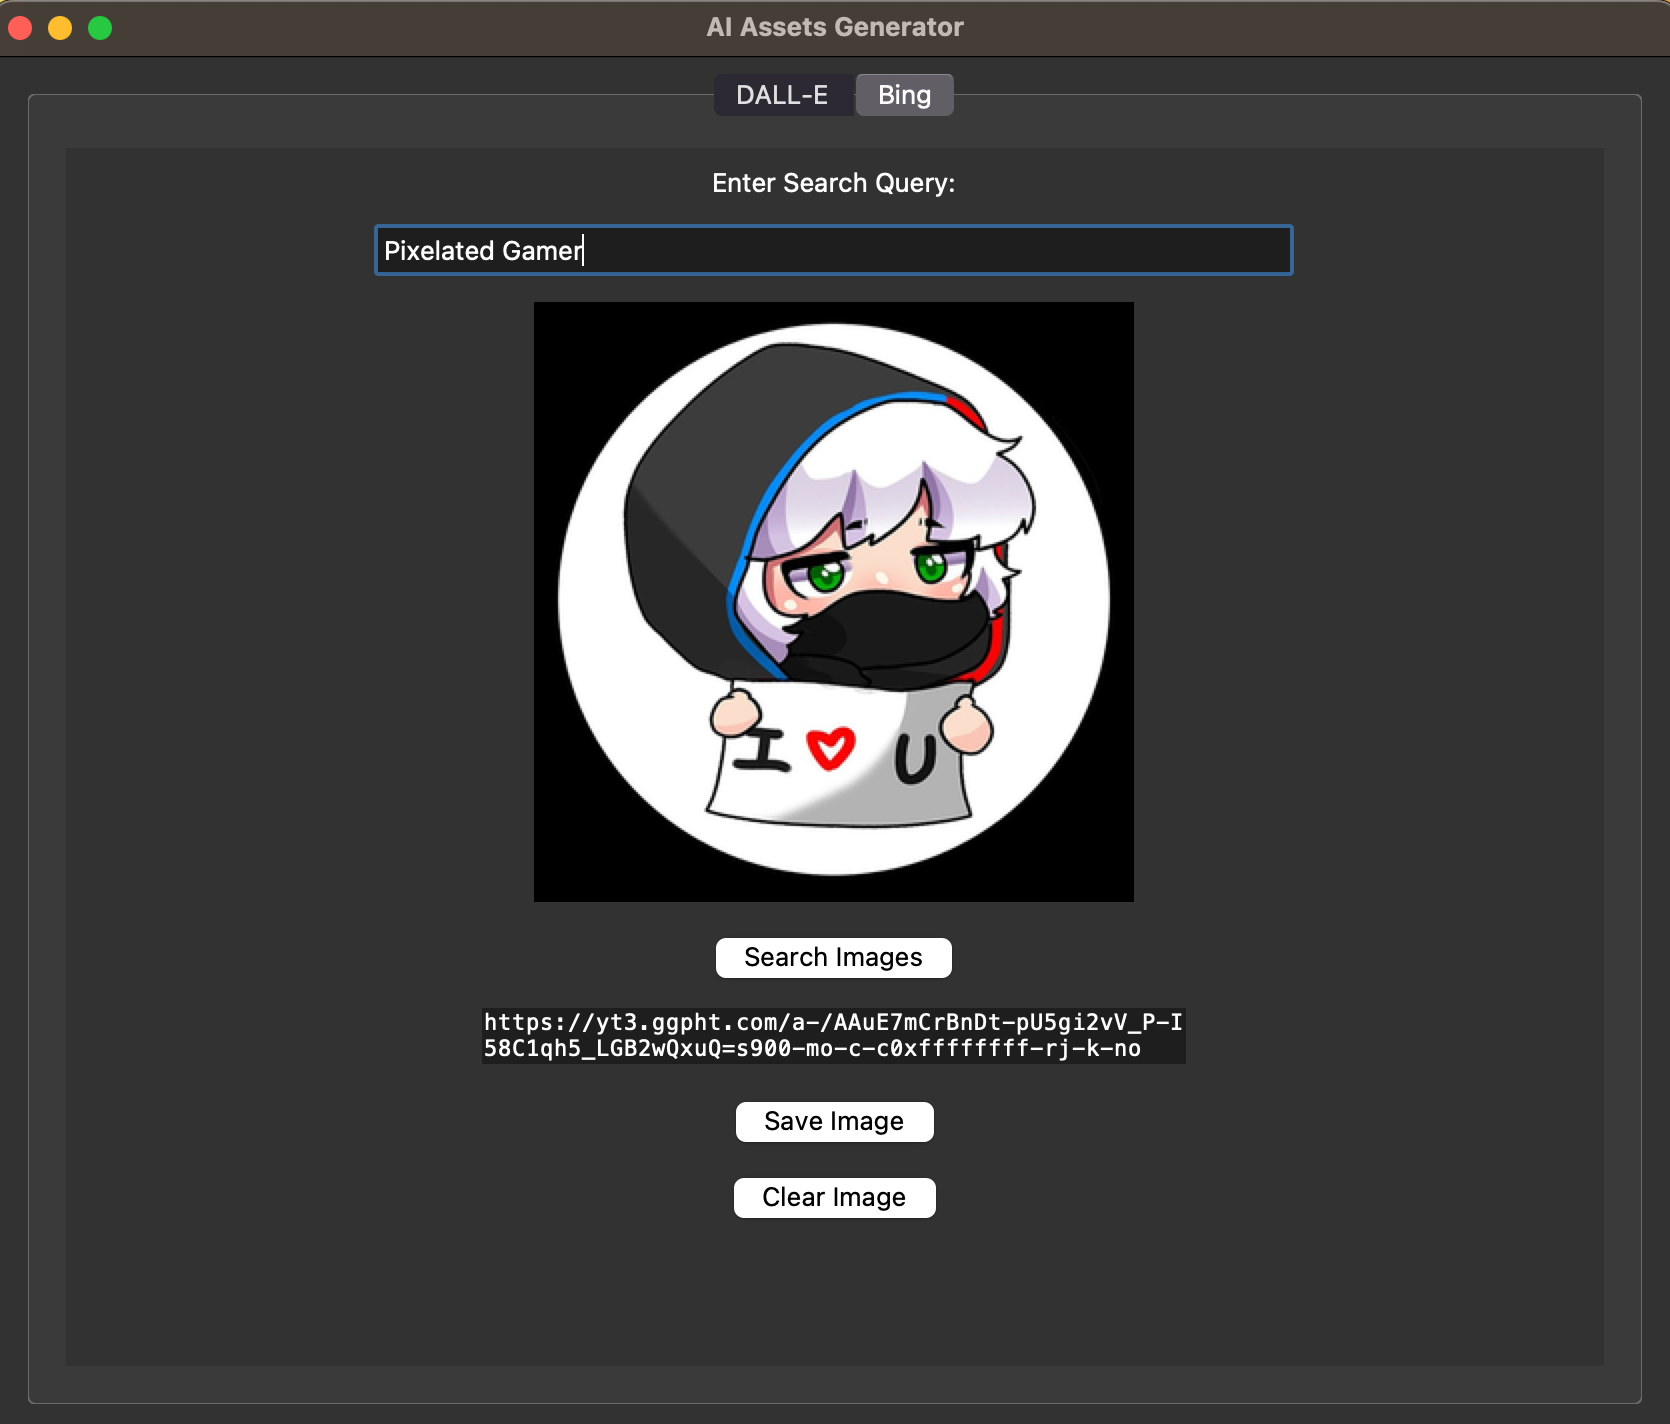 AI Assets Generator
DALL-E Bing
Enter Search Query:
Pixelated Gamer
I ♥ U
Search Images
https://yt3.ggpht.com/a-/AAuE7mCrBnDt-pU5gi2vV_P-I
58C1qh5_LGB2wQxuQ=s900-mo-c-c0xffffffff-rj-k-no
Save Image
Clear Image